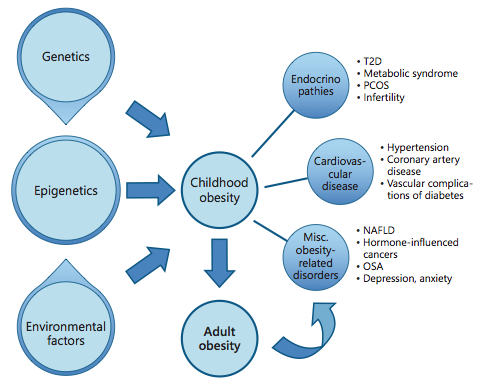 Genetics
Epigenetics
Environmental
factors
Childhood
obesity
Adult
obesity
Endocrino
pathies
• T2D
• Metabolic syndrome
• PCOS
• Infertility
Cardiovas-
cular
disease
• Hypertension
• Coronary artery
disease
• Vascular complica-
tions of diabetes
Misc.
obesity-
related
disorders
• NAFLD
• Hormone-influenced
cancers
• OSA
• Depression, anxiety